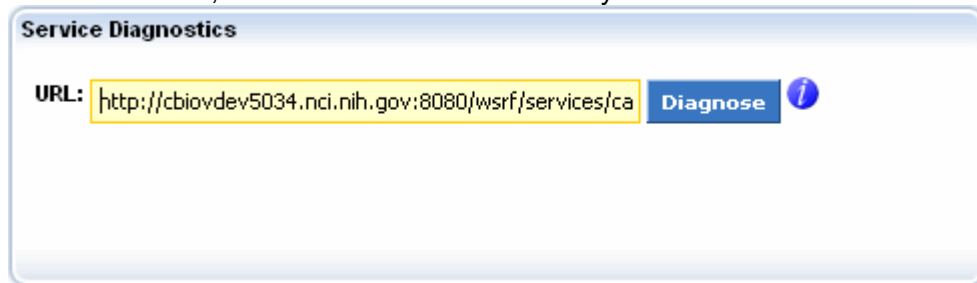 Service Diagnostics
URL: http://cbiovdev5034.nci.nih.gov:8080/wsrf/services/ca Diagnose i